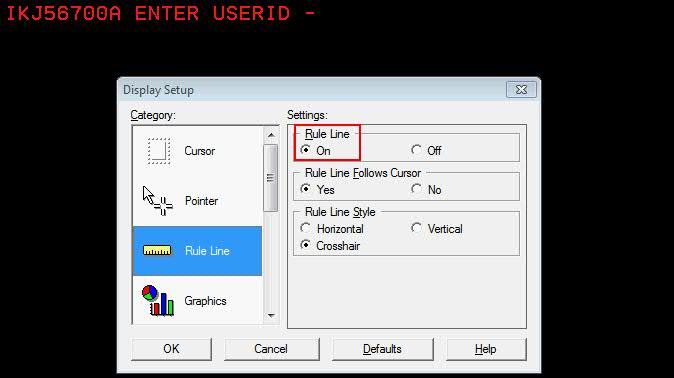 IKJ56700A ENTER USERID -
Display Setup
Category:
Settings:
Cursor
Pointer
Rule Line
Graphics
Rule Line
On
Off
Rule Line Follows Cursor
Yes
No
Rule Line Style
Horizontal
Vertical
Crosshair
OK
Cancel
Defaults
Help